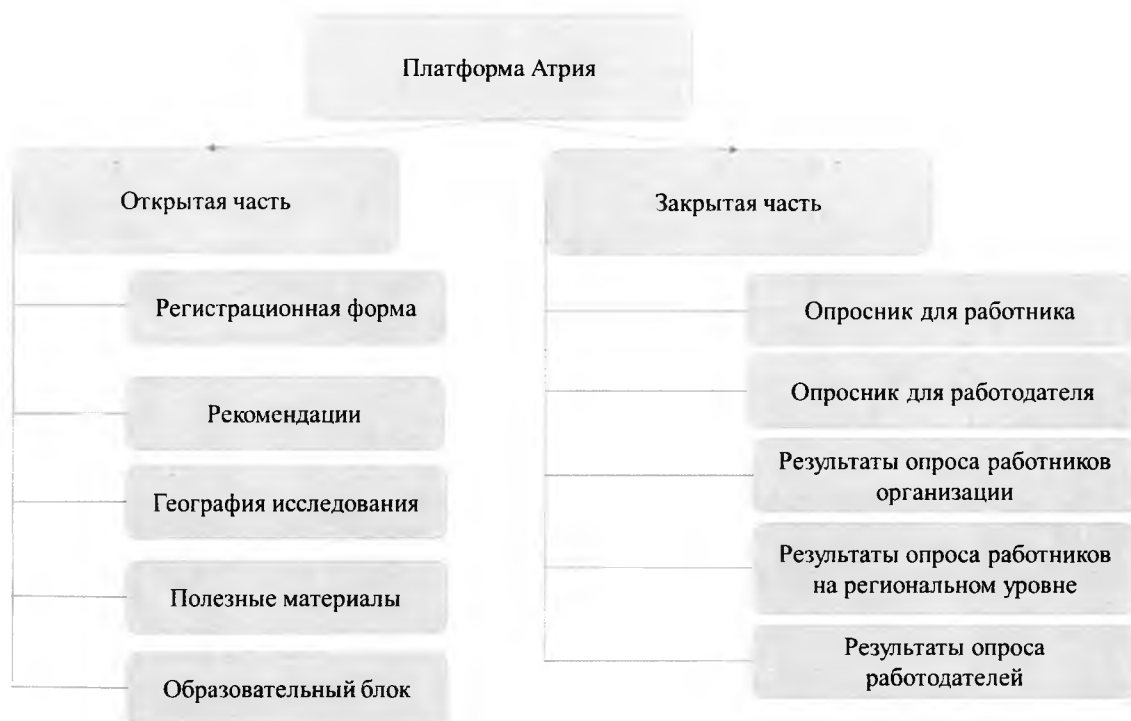 Платформа Атрия
Открытая часть
Регистрационная форма
Рекомендации
География исследования
Полезные материалы
Образовательный блок
Закрытая часть
Опросник для работника
Опросник для работодателя
Результаты опроса работников
организации
Результаты опроса работников
на региональном уровне
Результаты опроса
работодателей